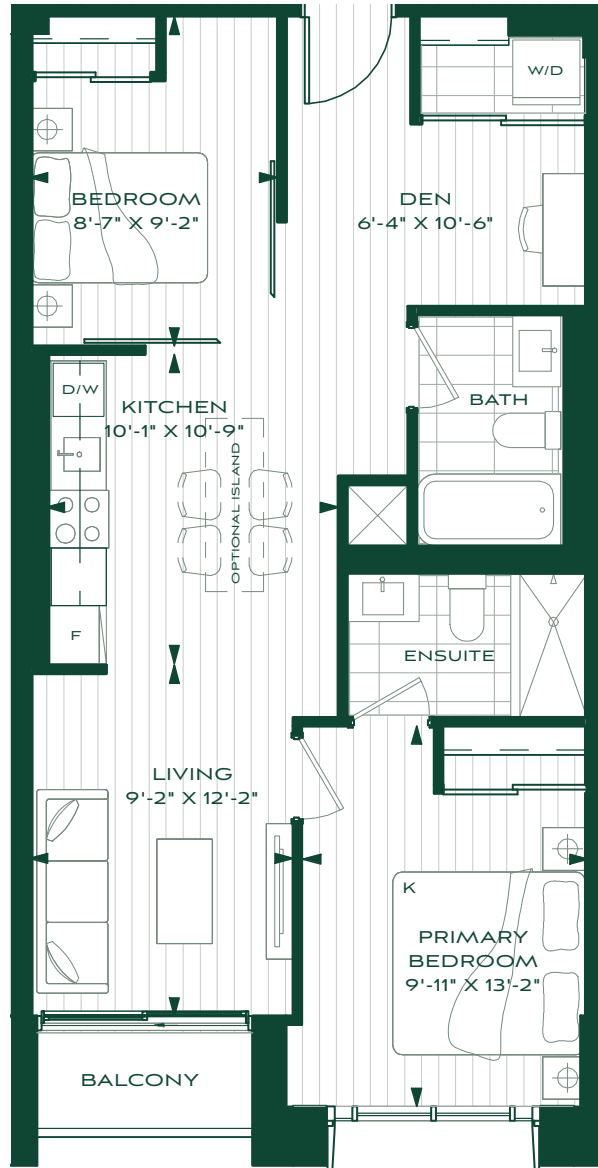 W/D
BEDROOM
8'-7" X 9'-2"
DEN
6'-4" X 10'-6"
D/W
KITCHEN
10'-1" X 10'-9"
BATH
OPTIONAL ISLAND
F
ENSUITE
LIVING
9'-2" X 12'-2"
K
PRIMARY
BEDROOM
9'-11" X 13'-2"
BALCONY